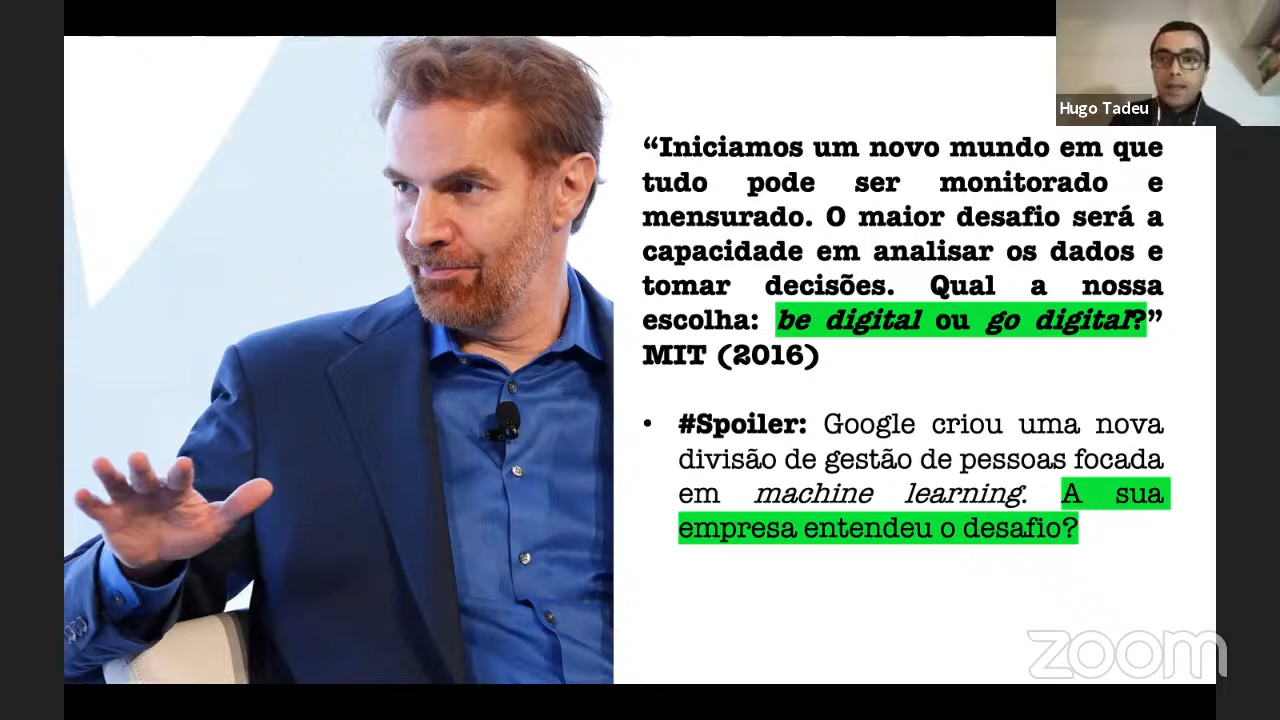 Hugo Tadeu
“Iniciamos um novo mundo em que
tudo pode ser monitorado e
mensurado. O maior desafio será a
capacidade em analisar os dados e
tomar decisões. Qual a nossa
escolha: be digital ou go digital?”
MIT (2016)
• #Spoiler: Google criou uma nova
divisão de gestão de pessoas focada
em machine learning. A sua
empresa entendeu o desafio?
zoom